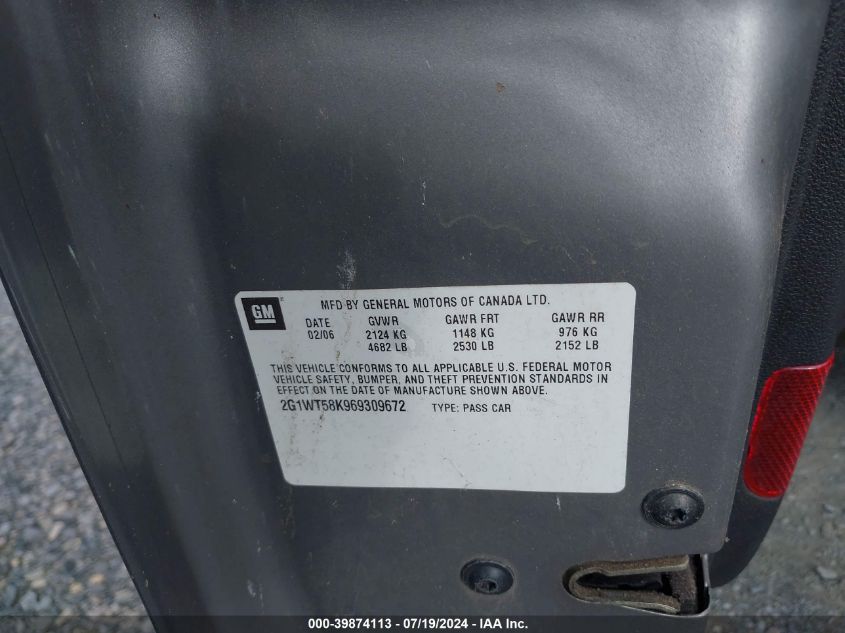 GM
MFD BY GENERAL MOTORS OF CANADA LTD.
DATE GVWR GAWR FRT GAWR RR
02/06 2124 KG 1148 KG 976 KG
4682 LB 2530 LB 2152 LB
THIS VEHICLE CONFORMS TO ALL APPLICABLE U.S. FEDERAL MOTOR
VEHICLE SAFETY, BUMPER, AND THEFT PREVENTION STANDARDS IN
EFFECT ON THE DATE OF MANUFACTURE SHOWN ABOVE.
2G1WT58K969309672 TYPE: PASS CAR
000-39874113 - 07/19/2024 - IAA Inc.